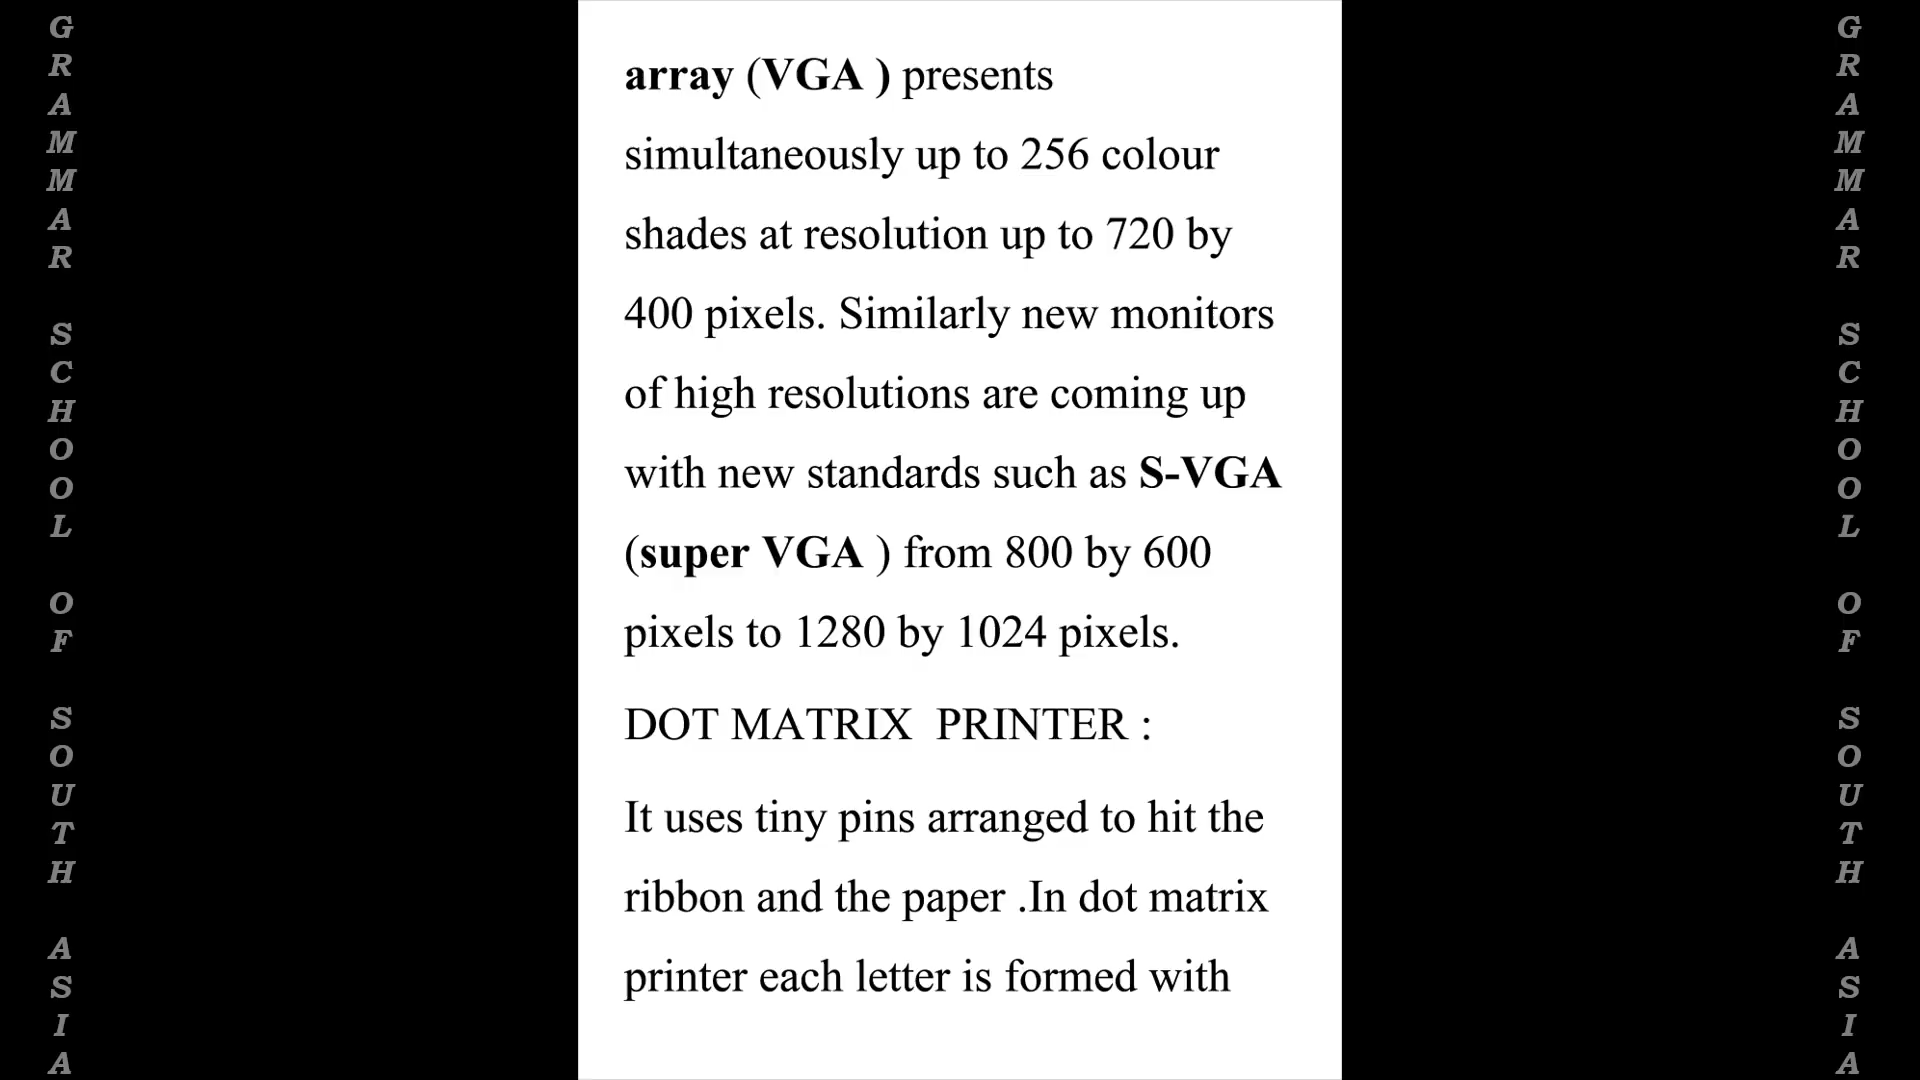 GRAMMAR SCHOOL OF SOUTH ASIA
array (VGA ) presents
simultaneously up to 256 colour
shades at resolution up to 720 by
400 pixels. Similarly new monitors
of high resolutions are coming up
with new standards such as S-VGA
(super VGA ) from 800 by 600
pixels to 1280 by 1024 pixels.
DOT MATRIX  PRINTER :
It uses tiny pins arranged to hit the
ribbon and the paper .In dot matrix
printer each letter is formed with
GRAMMAR SCHOOL OF SOUTH ASIA